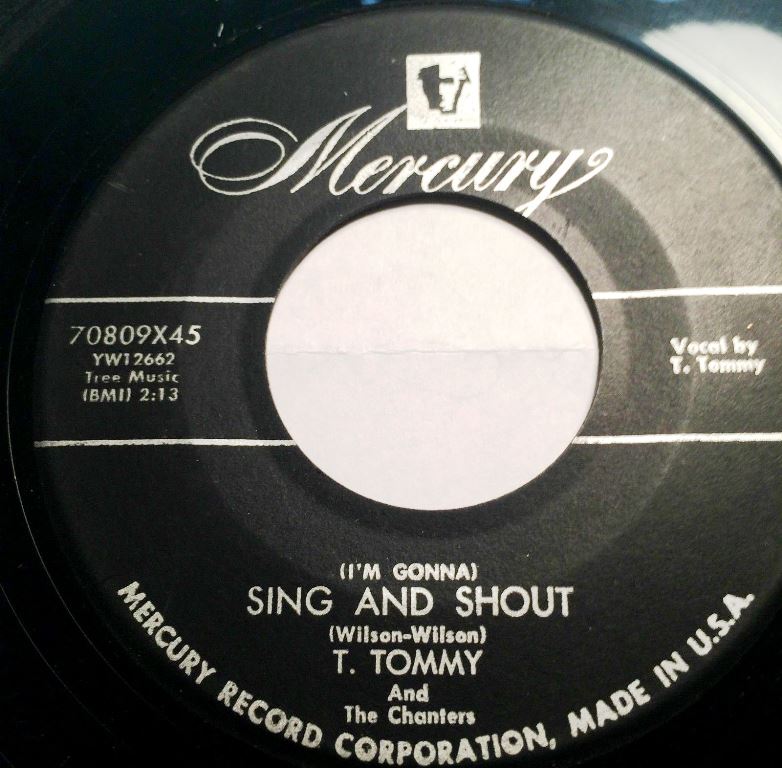 Mercury
70809X45
YW12662
Tree Music
(BMI) 2:13
Vocal by
T. Tommy
(I'M GONNA)
SING AND SHOUT
(Wilson-Wilson)
T. TOMMY
And
The Chanters
MERCURY RECORD CORPORATION, MADE IN U.S.A.